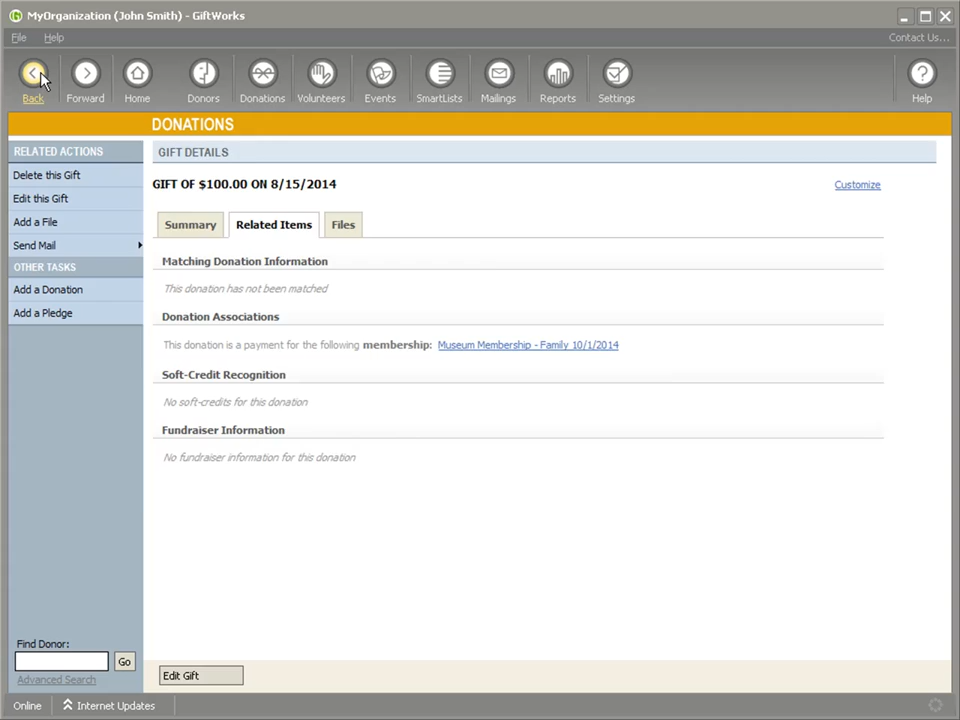 MyOrganization (John Smith) - GiftWorks
File Help Contact Us...
Back Forward Home Donors Donations Volunteers Events SmartLists Mailings Reports Settings Help
DONATIONS
RELATED ACTIONS
Delete this Gift
Edit this Gift
Add a File
Send Mail
OTHER TASKS
Add a Donation
Add a Pledge
GIFT DETAILS
GIFT OF $100.00 ON 8/15/2014
Customize
Summary Related Items Files
Matching Donation Information
This donation has not been matched
Donation Associations
This donation is a payment for the following membership: Museum Membership - Family 10/1/2014
Soft-Credit Recognition
No soft-credits for this donation
Fundraiser Information
No fundraiser information for this donation
Find Donor:
Go
Advanced Search
Edit Gift
Online Internet Updates